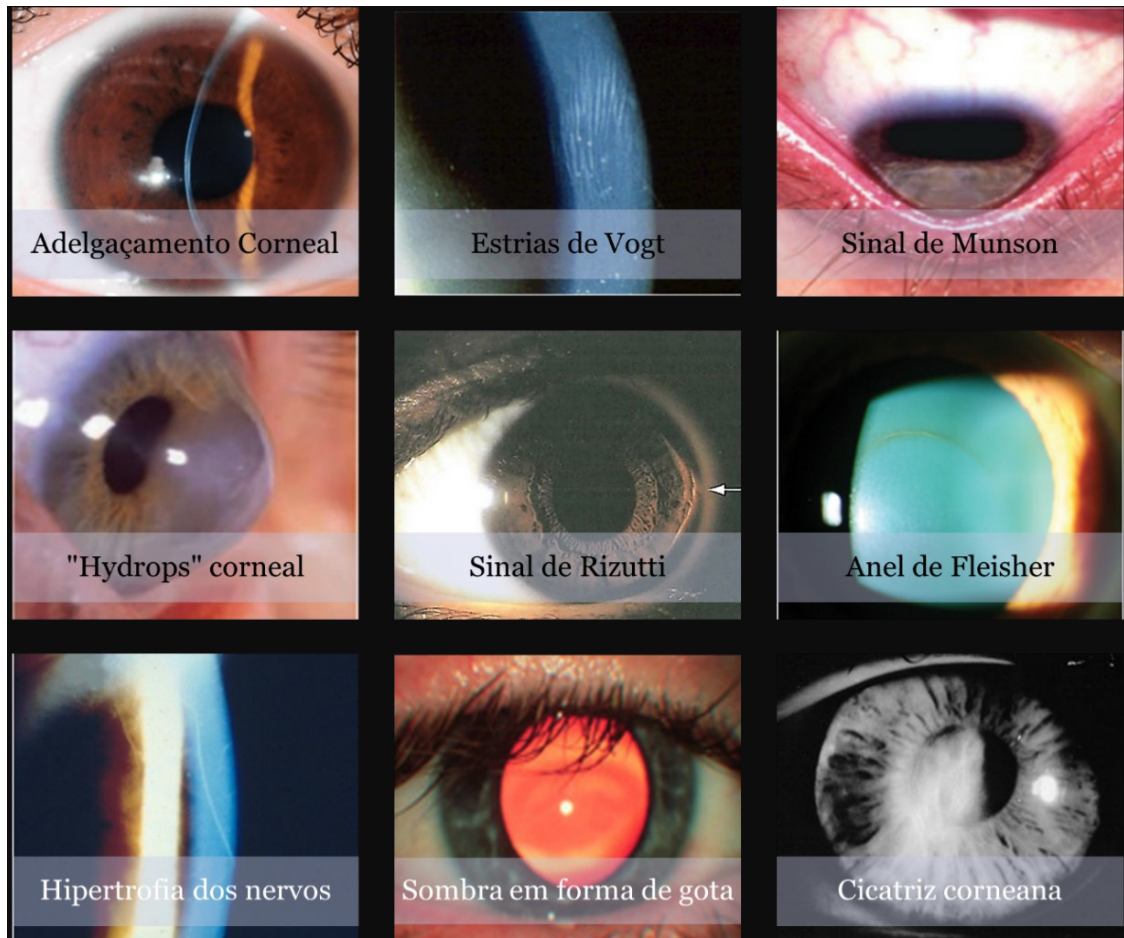 Adelgaçamento Corneal
Estrias de Vogt
Sinal de Munson
"Hydrops" corneal
Sinal de Rizutti
Anel de Fleisher
Hipertrofia dos nervos
Sombra em forma de gota
Cicatriz corneana